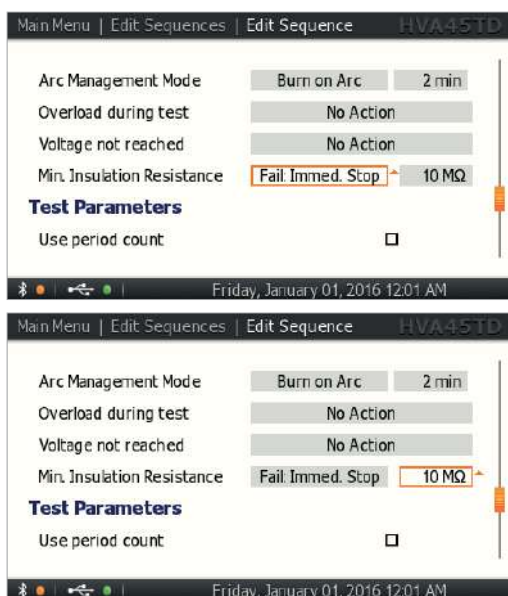 Main Menu | Edit Sequences | Edit Sequence HVA45TD
Arc Management Mode Burn on Arc 2 min
Overload during test No Action
Voltage not reached No Action
Min. Insulation Resistance Fail: Immed. Stop 10 MΩ
Test Parameters
Use period count
Friday, January 01, 2016 12:01 AM
Main Menu | Edit Sequences | Edit Sequence HVA45TD
Arc Management Mode Burn on Arc 2 min
Overload during test No Action
Voltage not reached No Action
Min. Insulation Resistance Fail: Immed. Stop 10 MΩ
Test Parameters
Use period count
Friday, January 01, 2016 12:01 AM